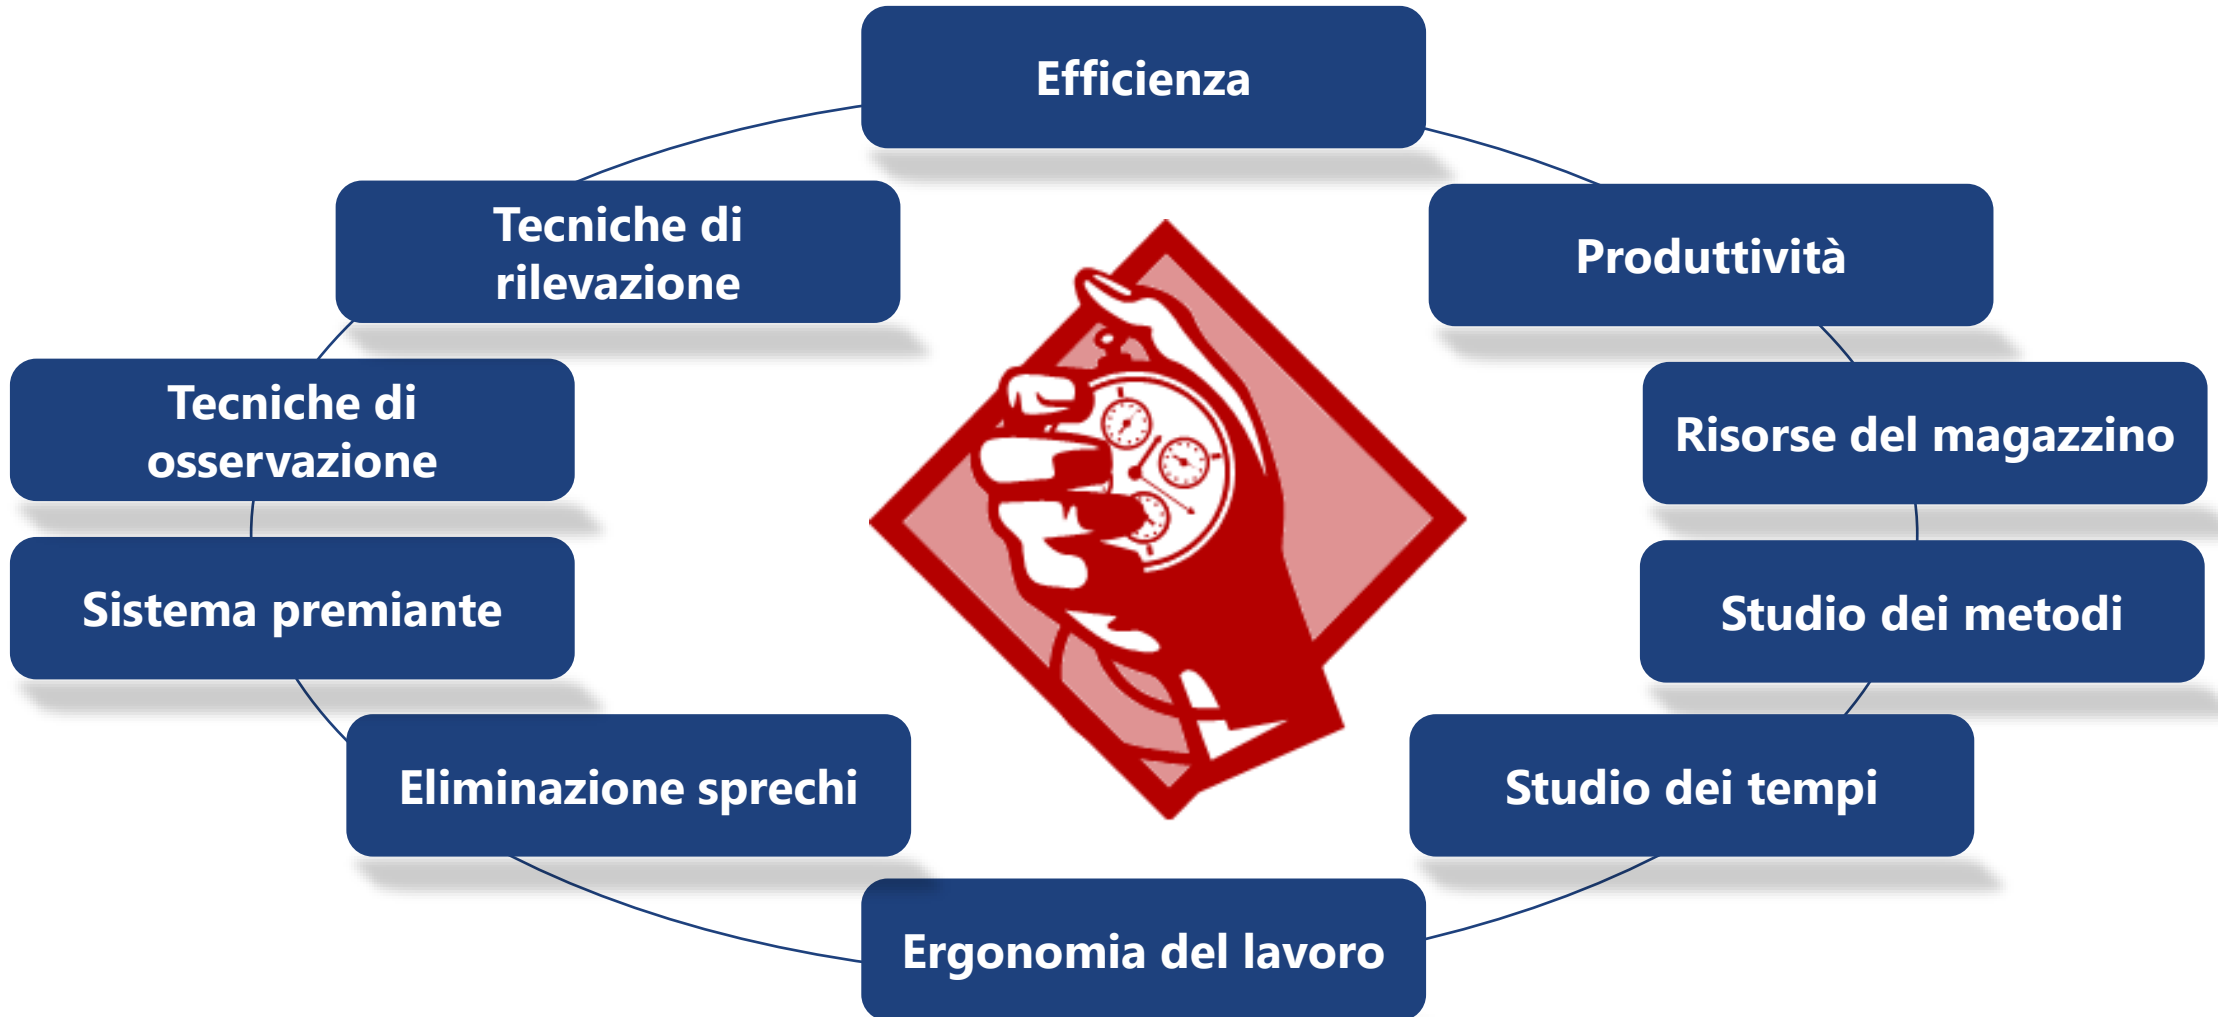 Efficienza
Tecniche di
rilevazione
Produttività
Tecniche di
osservazione
Risorse del magazzino
Sistema premiante
Studio dei metodi
Eliminazione sprechi
Studio dei tempi
Ergonomia del lavoro